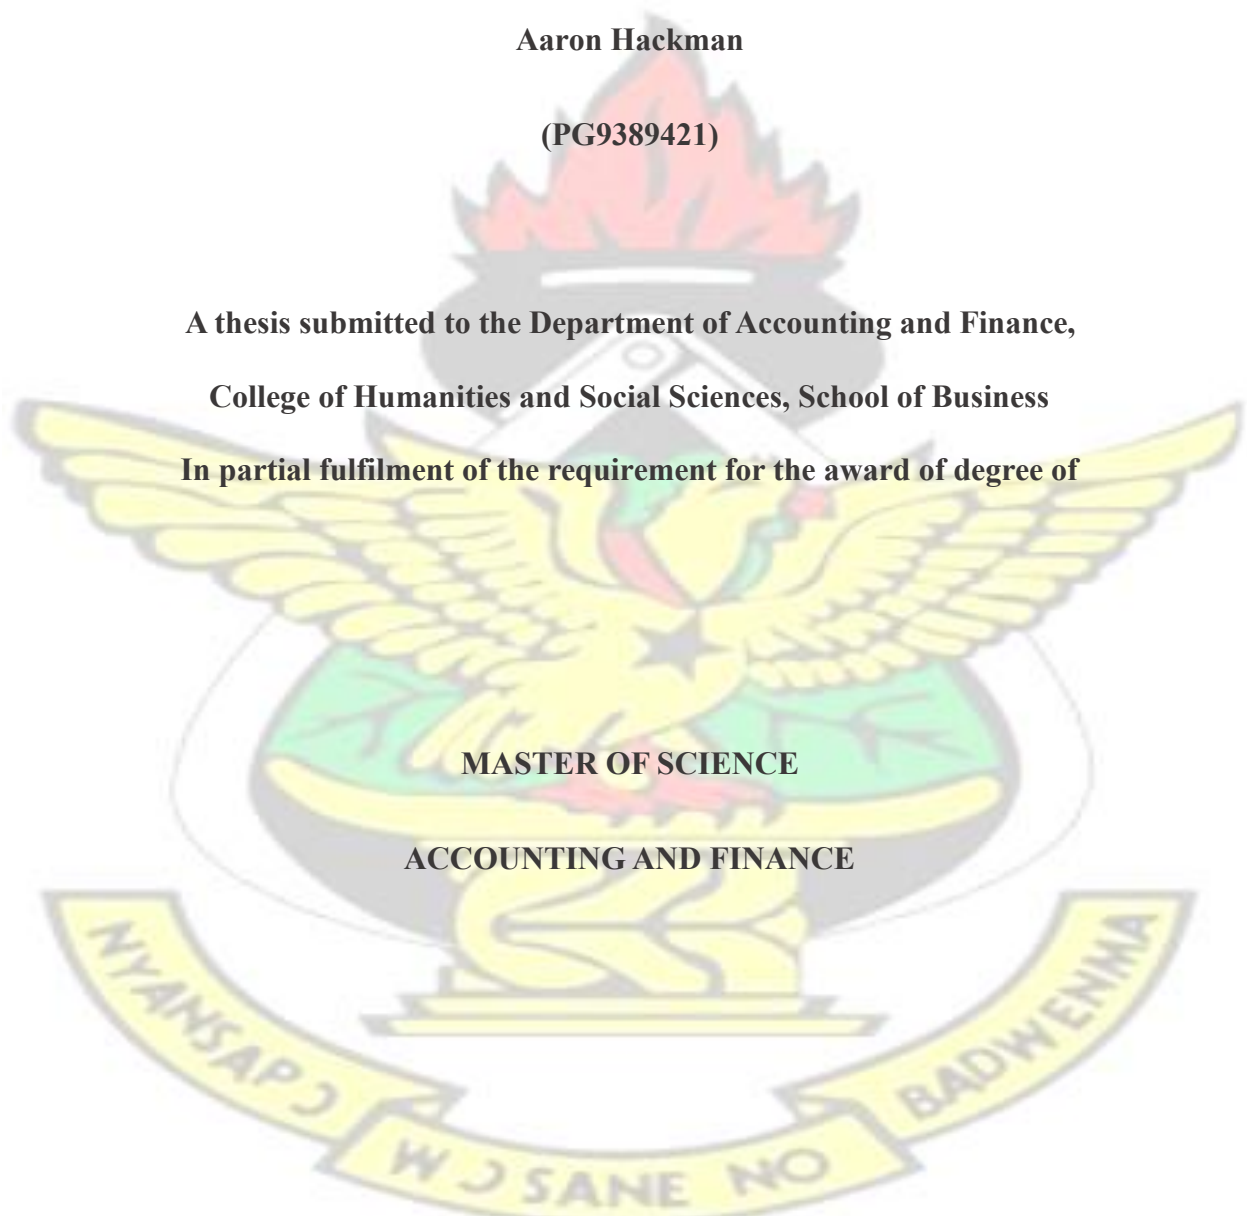 Aaron Hackman
(PG9389421)
A thesis submitted to the Department of Accounting and Finance,
College of Humanities and Social Sciences, School of Business
In partial fulfilment of the requirement for the award of degree of
MASTER OF SCIENCE
ACCOUNTING AND FINANCE
NYANSAPƆ
WƆSANE NO
BADWENMA